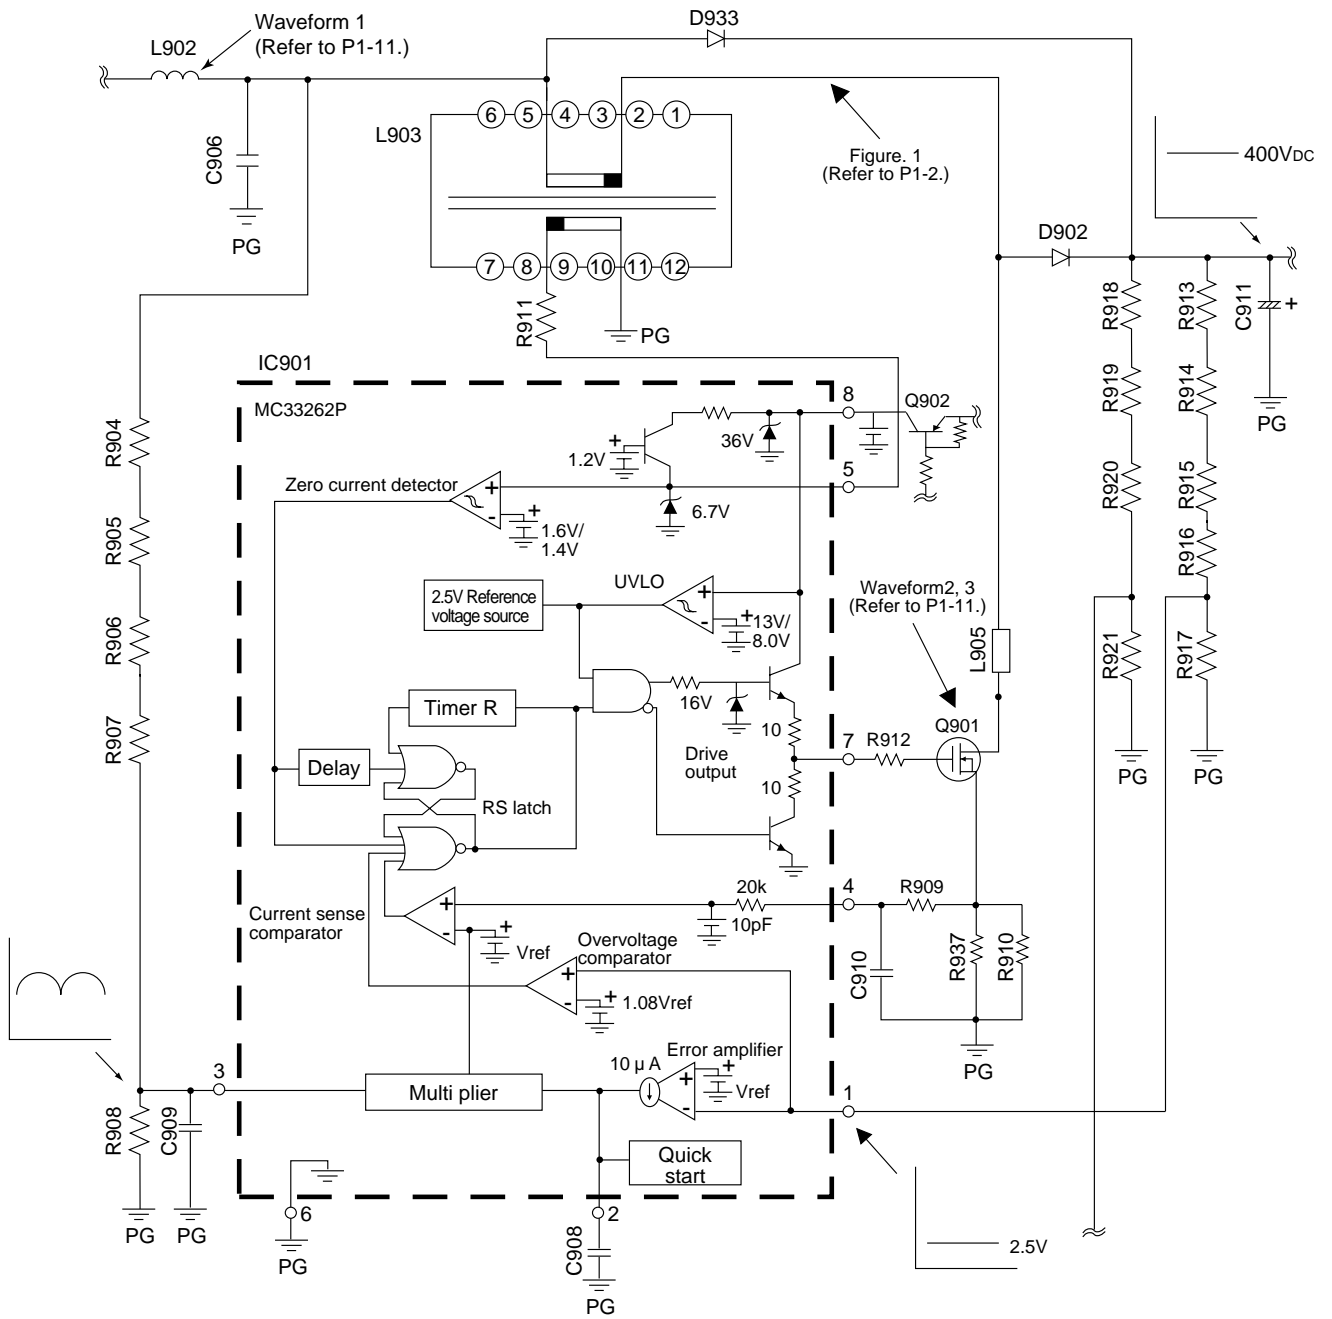 Waveform 1
(Refer to P1-11.)
L902
D933
C906
PG
L903
6 5 4 3 2 1
7 8 9 10 11 12
Figure. 1
(Refer to P1-2.)
400VDC
D902
R911
PG
R918
R913
C911
+
R919
R914
PG
R920
R915
R916
R921
R917
PG
PG
IC901
MC33262P
R904
R905
R906
R907
8
Q902
36V
+
1.2V
5
Zero current detector
+
-
6.7V
+
1.6V/
1.4V
UVLO
2.5V Reference
voltage source
+
-
+
13V/
8.0V
Waveform2, 3
(Refer to P1-11.)
L905
Timer R
16V
10
7
R912
Q901
Drive
output
10
Delay
RS latch
20k
4
R909
10pF
Current sense
comparator
+
-
+
Vref
Overvoltage
comparator
+
-
+
1.08Vref
C910
R937
R910
PG
3
Multi plier
10 µ A
Error amplifier
+
-
+
Vref
1
R908
C909
Quick
start
PG
PG
6
PG
2
C908
PG
2.5V